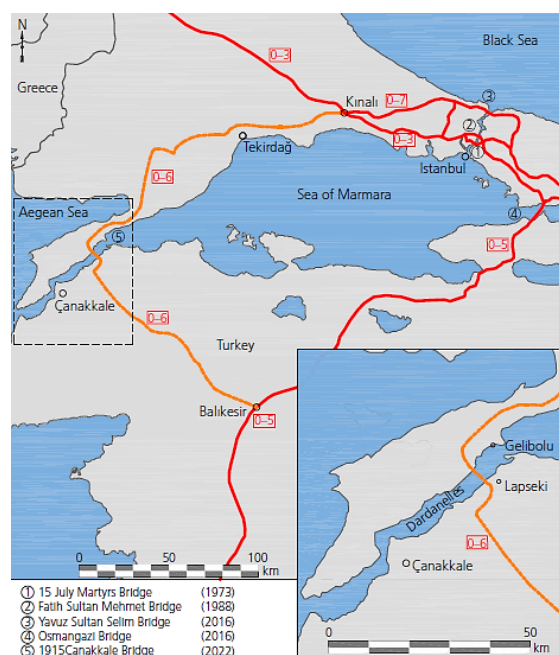 N
Black Sea
Greece
O–3
Kınalı
O–7
③
②
O–3
①
Tekirdağ
Istanbul
O–6
Sea of Marmara
Aegean Sea
④
⑤
O–5
Çanakkale
O–6
Turkey
Balıkesir
O–5
Gelibolu
Lapseki
Dardanelles
O–6
Çanakkale
0 50 100
km
0 50
km
① 15 July Martyrs Bridge (1973)
② Fatih Sultan Mehmet Bridge (1988)
③ Yavuz Sultan Selim Bridge (2016)
④ Osmangazi Bridge (2016)
⑤ 1915Canakkale Bridge (2022)